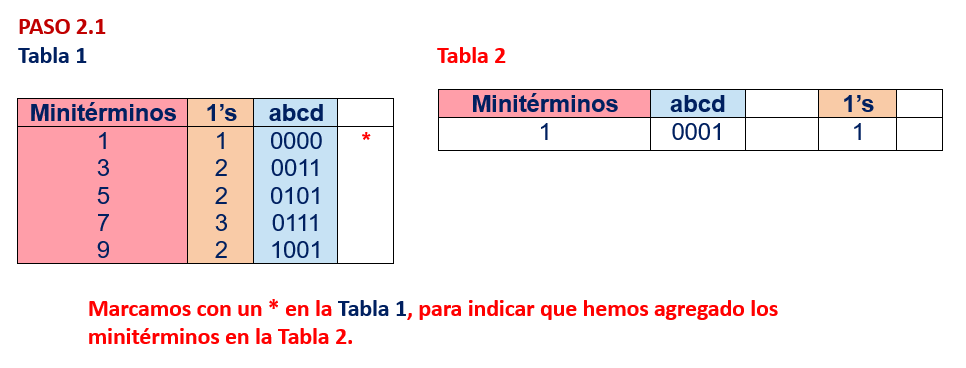 PASO 2.1
Tabla 1
Minitérminos 1's abcd
1 1 0000 *
3 2 0011
5 2 0101
7 3 0111
9 2 1001
Tabla 2
Minitérminos abcd 1's
1 0001 1
Marcamos con un * en la Tabla 1, para indicar que hemos agregado los
minitérminos en la Tabla 2.